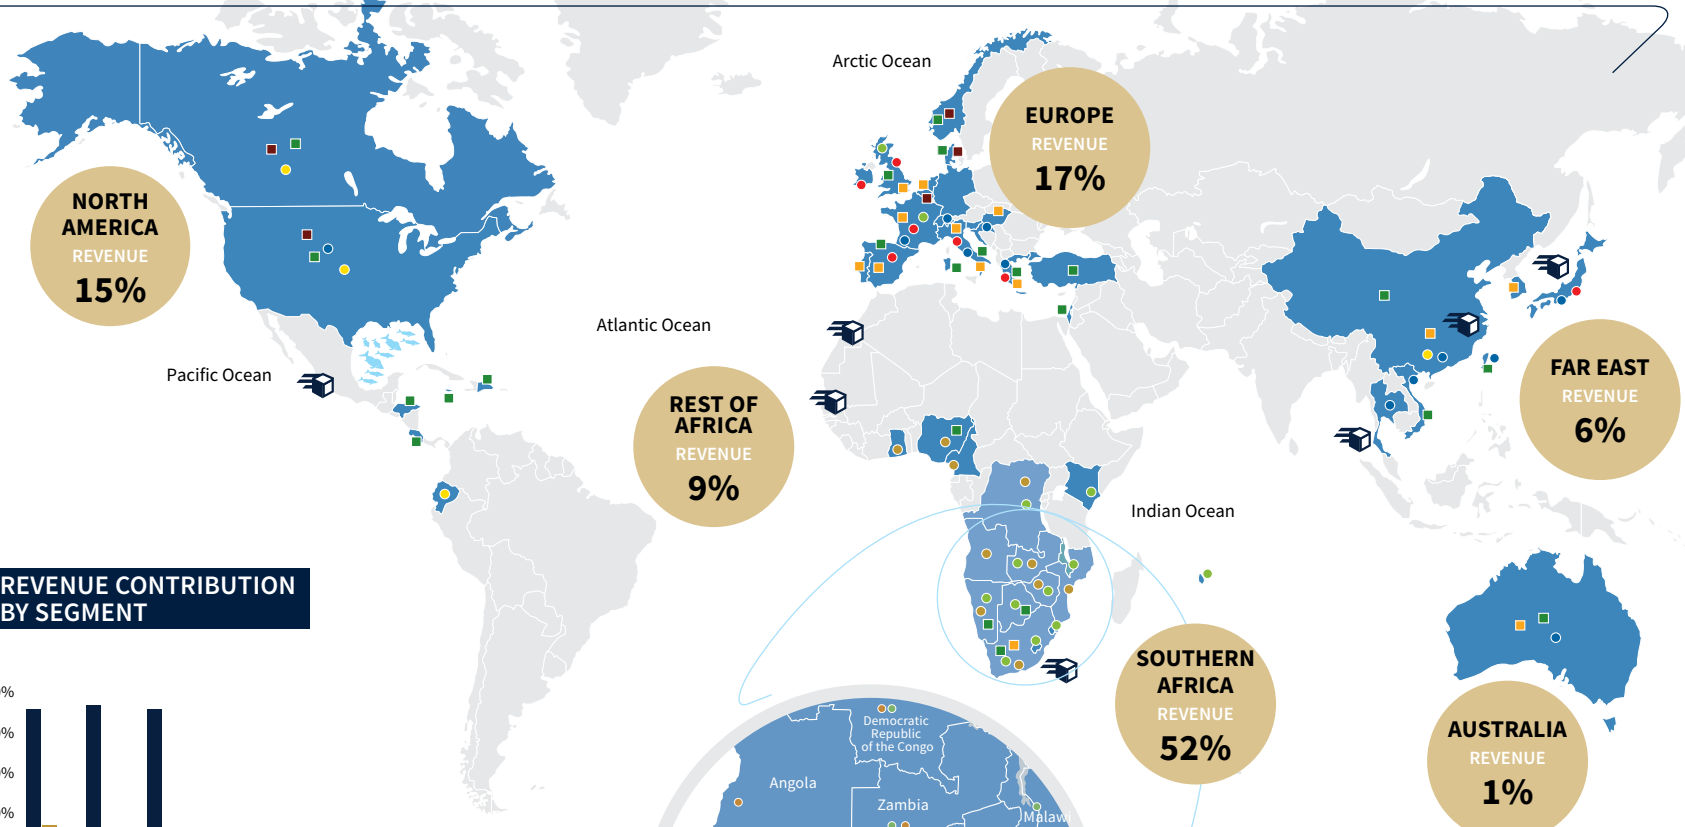 Arctic Ocean
EUROPE
REVENUE
17%
NORTH
AMERICA
REVENUE
15%
Atlantic Ocean
Pacific Ocean
REST OF
AFRICA
REVENUE
9%
FAR EAST
REVENUE
6%
Indian Ocean
REVENUE CONTRIBUTION
BY SEGMENT
SOUTHERN
AFRICA
REVENUE
52%
AUSTRALIA
REVENUE
1%
Democratic
Republic
of the Congo
Angola
Zambia
Malawi